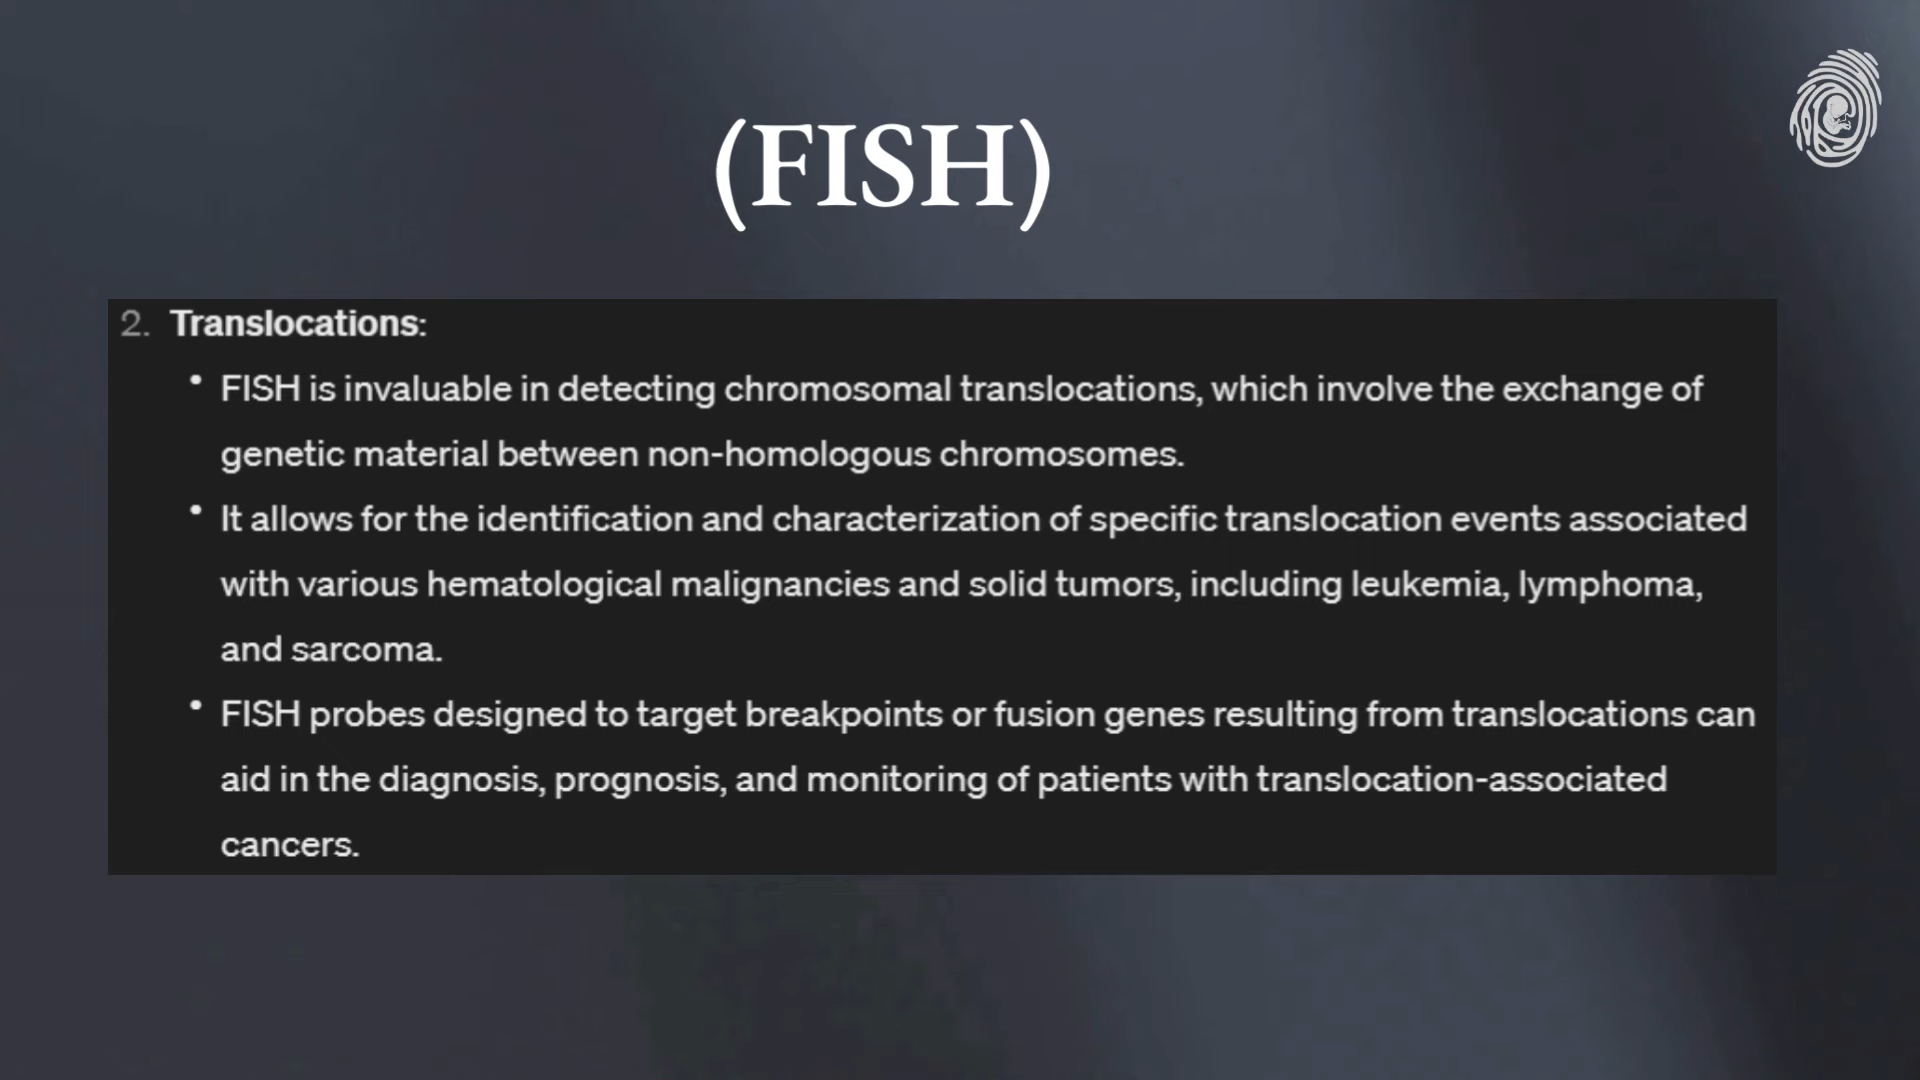 (FISH)
2. Translocations:
• FISH is invaluable in detecting chromosomal translocations, which involve the exchange of
genetic material between non-homologous chromosomes.
• It allows for the identification and characterization of specific translocation events associated
with various hematological malignancies and solid tumors, including leukemia, lymphoma,
and sarcoma.
• FISH probes designed to target breakpoints or fusion genes resulting from translocations can
aid in the diagnosis, prognosis, and monitoring of patients with translocation-associated
cancers.